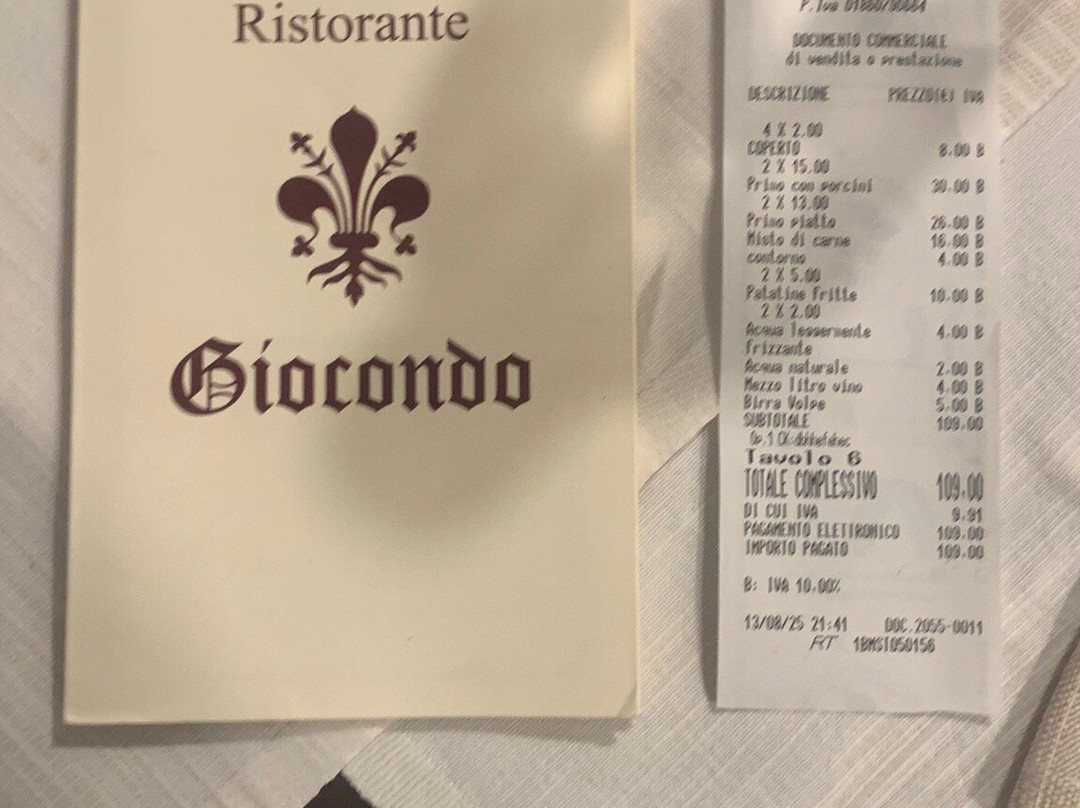 Ristorante
Giocondo
P.Iva
DOCUMENTO COMMERCIALE
di vendita o prestazione
DESCRIZIONE PREZZO(€) IVA
4 X 2.00
COPERTO 8.00 B
2 X 15.00
Primo con porcini 30.00 B
2 X 13.00
Primo piatto 26.00 B
Misto di carne 16.00 B
contorno 4.00 B
2 X 5.00
Patatine fritte 10.00 B
2 X 2.00
Acqua leggermente 4.00 B
frizzante
Acqua naturale 2.00 B
Mezzo litro vino 4.00 B
Birra Volpe 5.00 B
SUBTOTALE 109.00
Op.1
Tavolo 6
TOTALE COMPLESSIVO 109.00
DI CUI IVA 9.91
PAGAMENTO ELETTRONICO 109.00
IMPORTO PAGATO 109.00
B: IVA 10.00%
13/08/25 21:41 DOC.2055-0011
RT 1BMST050156